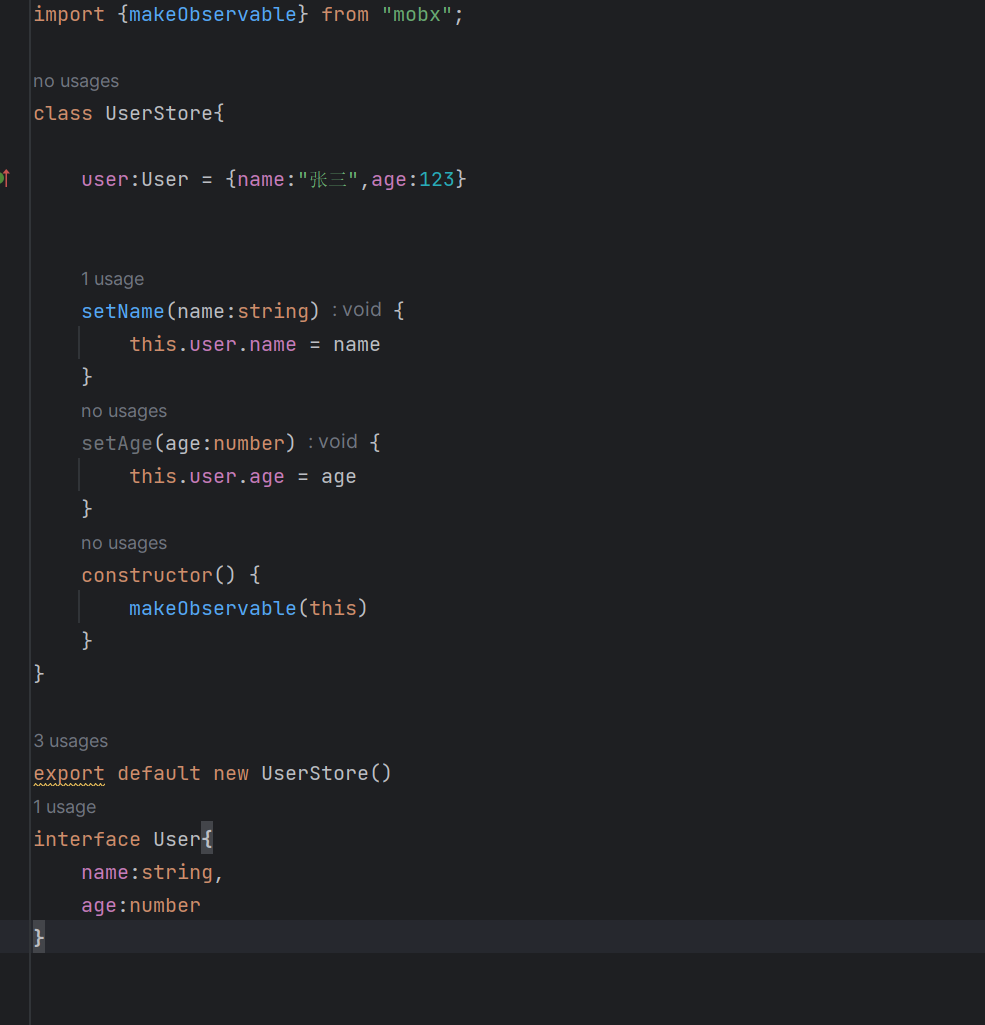 import {makeObservable} from "mobx";
no usages
class UserStore{
user:User = {name:"张三",age:123}
1 usage
setName(name:string) : void {
this.user.name = name
}
no usages
setAge(age:number) : void {
this.user.age = age
}
no usages
constructor() {
makeObservable(this)
}
}
3 usages
export default new UserStore()
1 usage
interface User{
name:string,
age:number
}